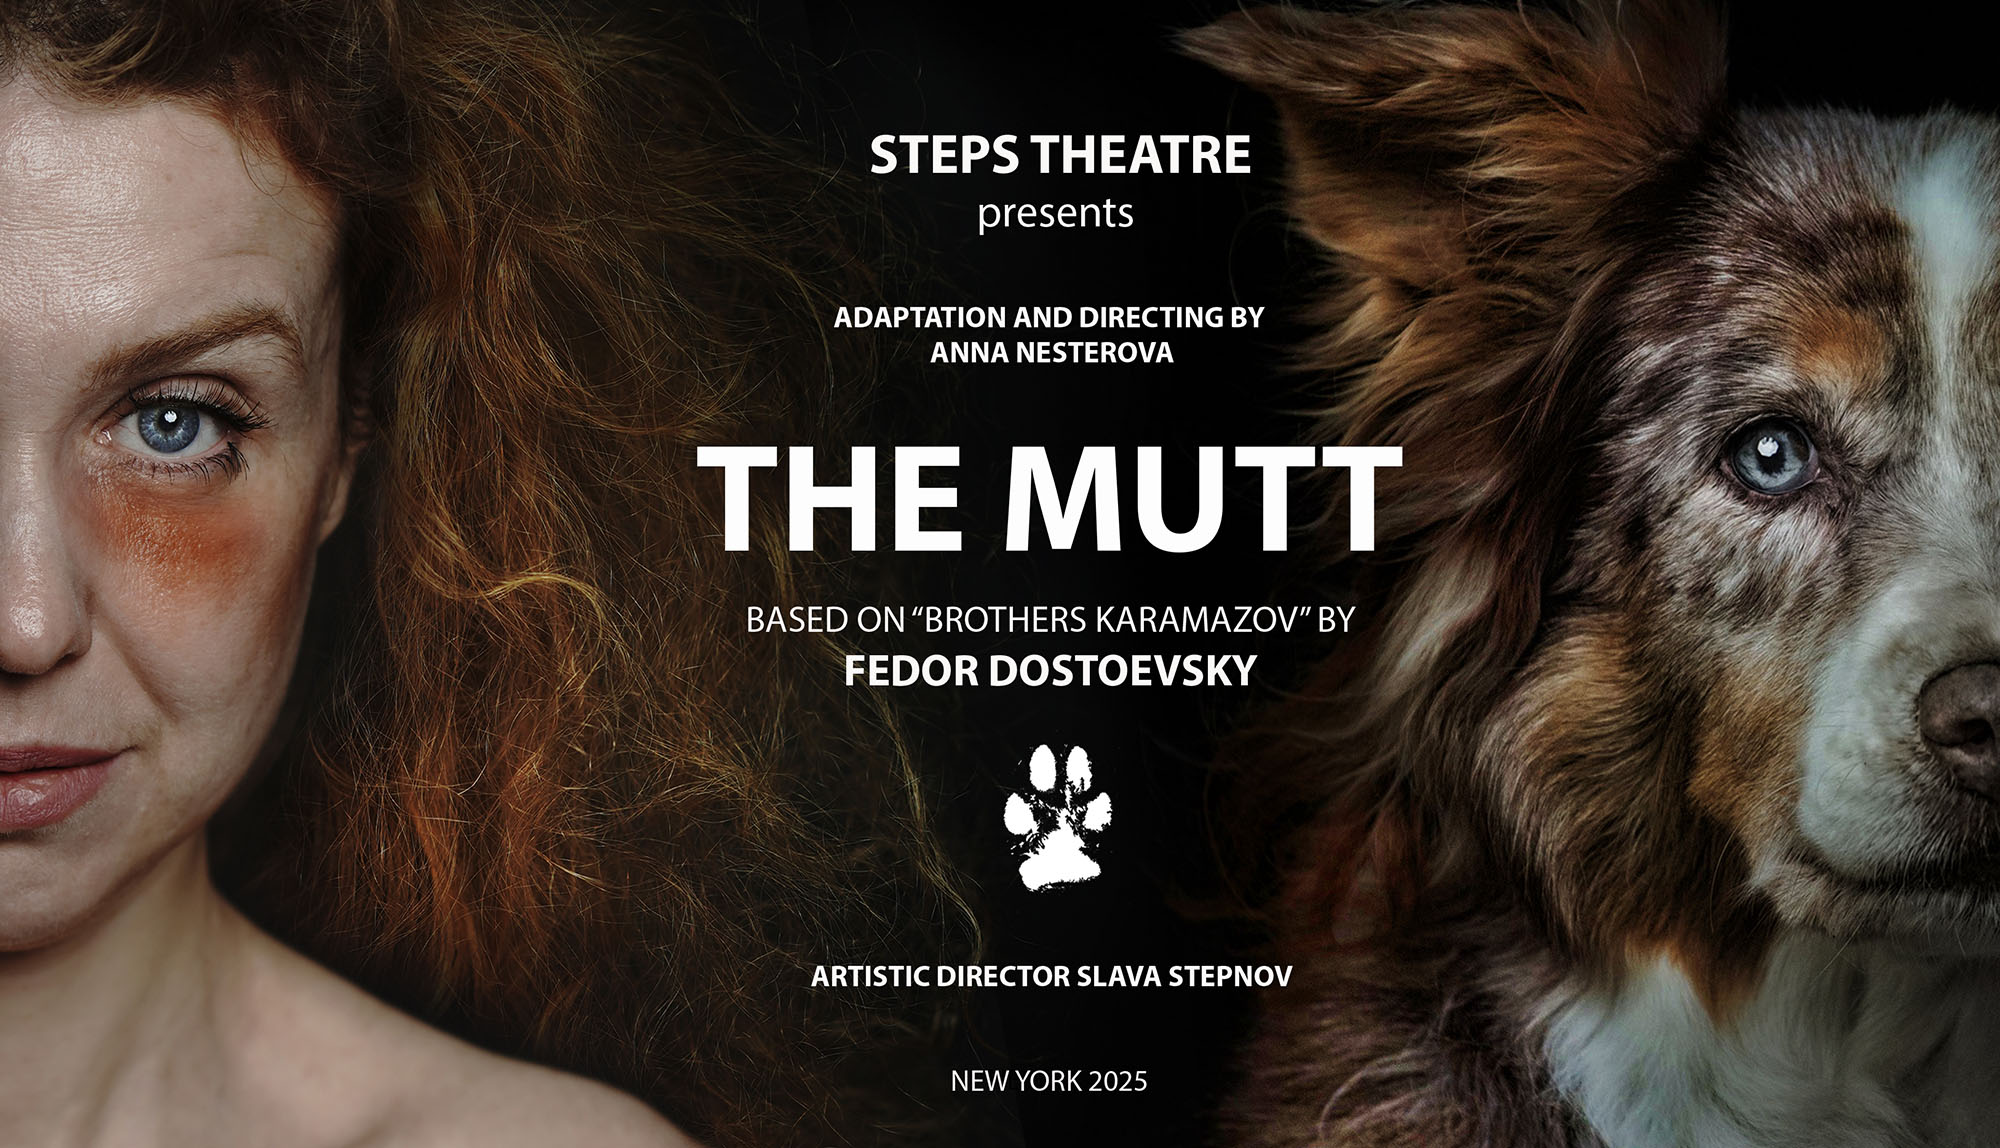 STEPS THEATRE
presents
ADAPTATION AND DIRECTING BY
ANNA NESTEROVA
THE MUTT
BASED ON “BROTHERS KARAMAZOV” BY
FEDOR DOSTOEVSKY
ARTISTIC DIRECTOR SLAVA STEPNOV
NEW YORK 2025